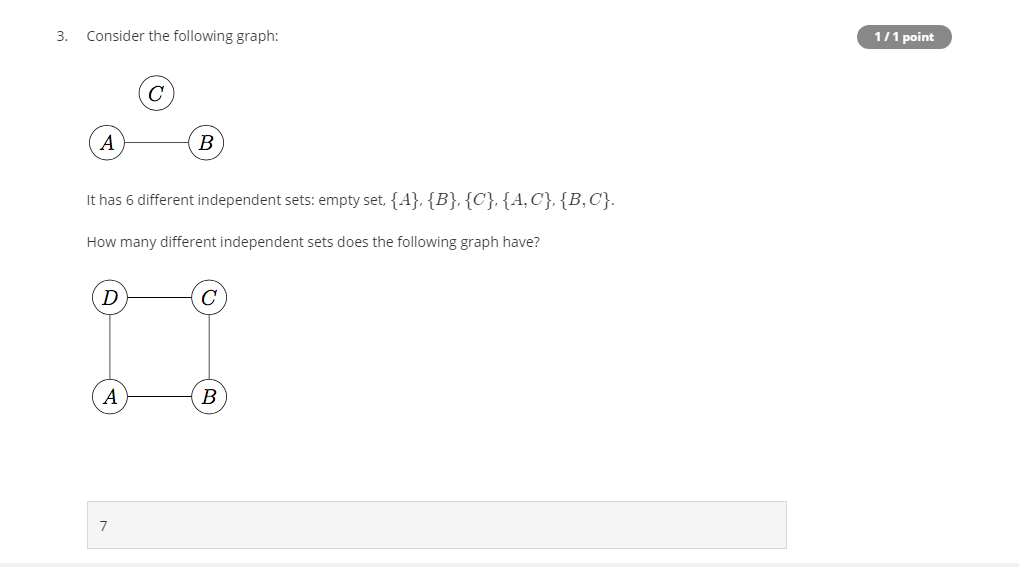 3. Consider the following graph:
1 / 1 point
C
A B
It has 6 different independent sets: empty set, {A}, {B}, {C}, {A, C}, {B, C}.
How many different independent sets does the following graph have?
D C
A B
7